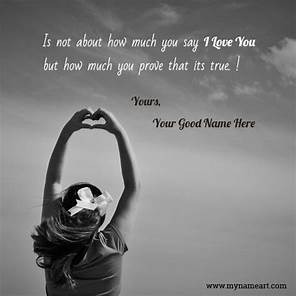 Is not about how much you say I Love You
but how much you prove that its true. !
Yours,
Your Good Name Here
www.mynameart.com